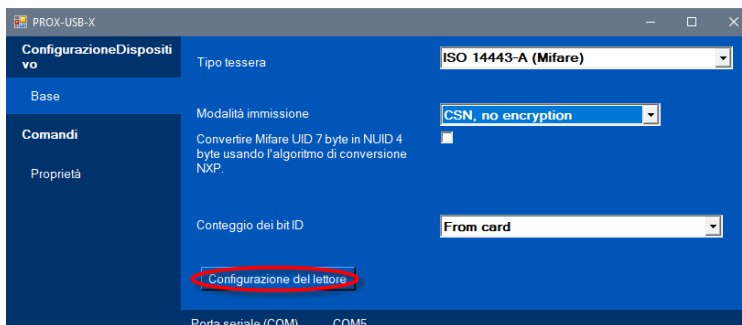 PROX-USB-X
ConfigurazioneDispositi
vo
Tipo tessera
ISO 14443-A (Mifare)
Base
Modalità immissione
CSN, no encryption
Comandi
Convertire Mifare UID 7 byte in NUID 4
byte usando l'algoritmo di conversione
NXP.
Proprietà
Conteggio dei bit ID
From card
Configurazione del lettore
Porta seriale (COM)
COM5